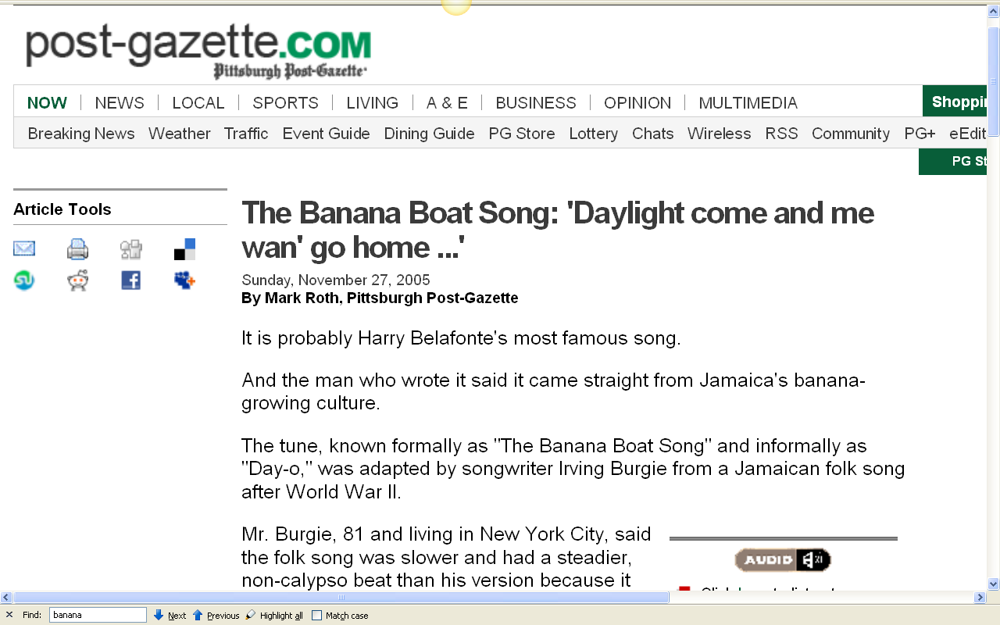 post-gazette.COM
Pittsburgh Post-Gazette
NOW NEWS LOCAL SPORTS LIVING A & E BUSINESS OPINION MULTIMEDIA Shoppi
Breaking News Weather Traffic Event Guide Dining Guide PG Store Lottery Chats Wireless RSS Community PG+ eEdit
PG St
Article Tools
The Banana Boat Song: 'Daylight come and me
wan' go home ...'
Sunday, November 27, 2005
By Mark Roth, Pittsburgh Post-Gazette
It is probably Harry Belafonte's most famous song.
And the man who wrote it said it came straight from Jamaica's banana-
growing culture.
The tune, known formally as "The Banana Boat Song" and informally as
"Day-o," was adapted by songwriter Irving Burgie from a Jamaican folk song
after World War II.
Mr. Burgie, 81 and living in New York City, said
the folk song was slower and had a steadier,
non-calypso beat than his version because it
AUDIO
Find: banana Next Previous Highlight all Match case